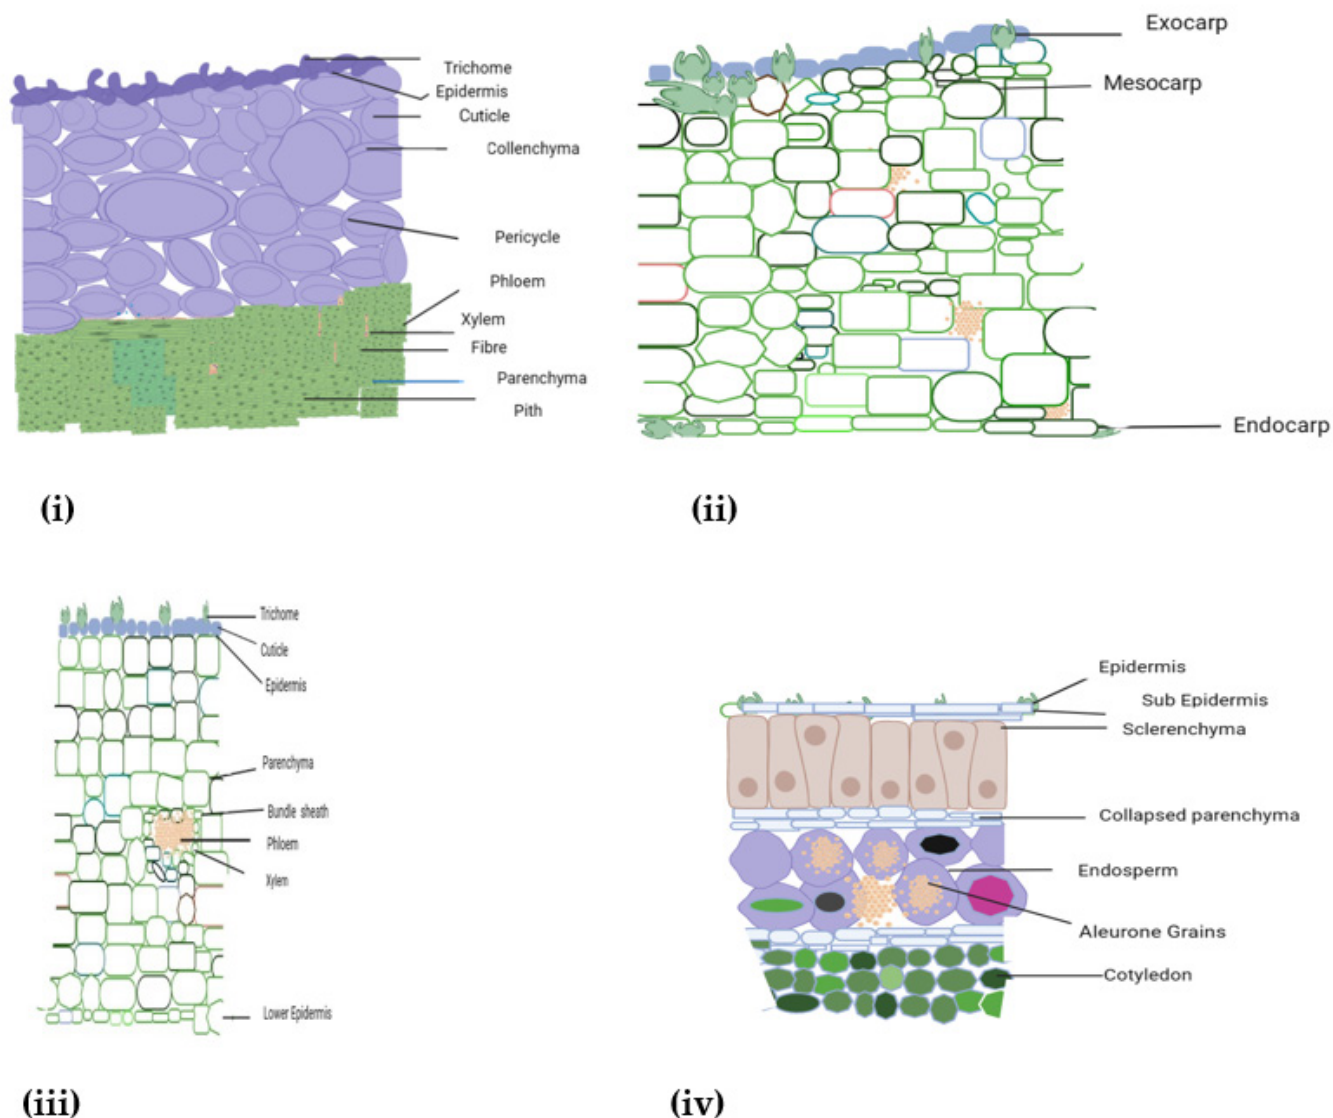 Trichome
Epidermis
Cuticle
Collenchyma
Pericycle
Phloem
Xylem
Fibre
Parenchyma
Pith
(i)
Exocarp
Mesocarp
Endocarp
(ii)
Trichome
Cuticle
Epidermis
Parenchyma
Bundle sheath
Phloem
Xylem
Lower Epidermis
(iii)
Epidermis
Sub Epidermis
Sclerenchyma
Collapsed parenchyma
Endosperm
Aleurone Grains
Cotyledon
(iv)